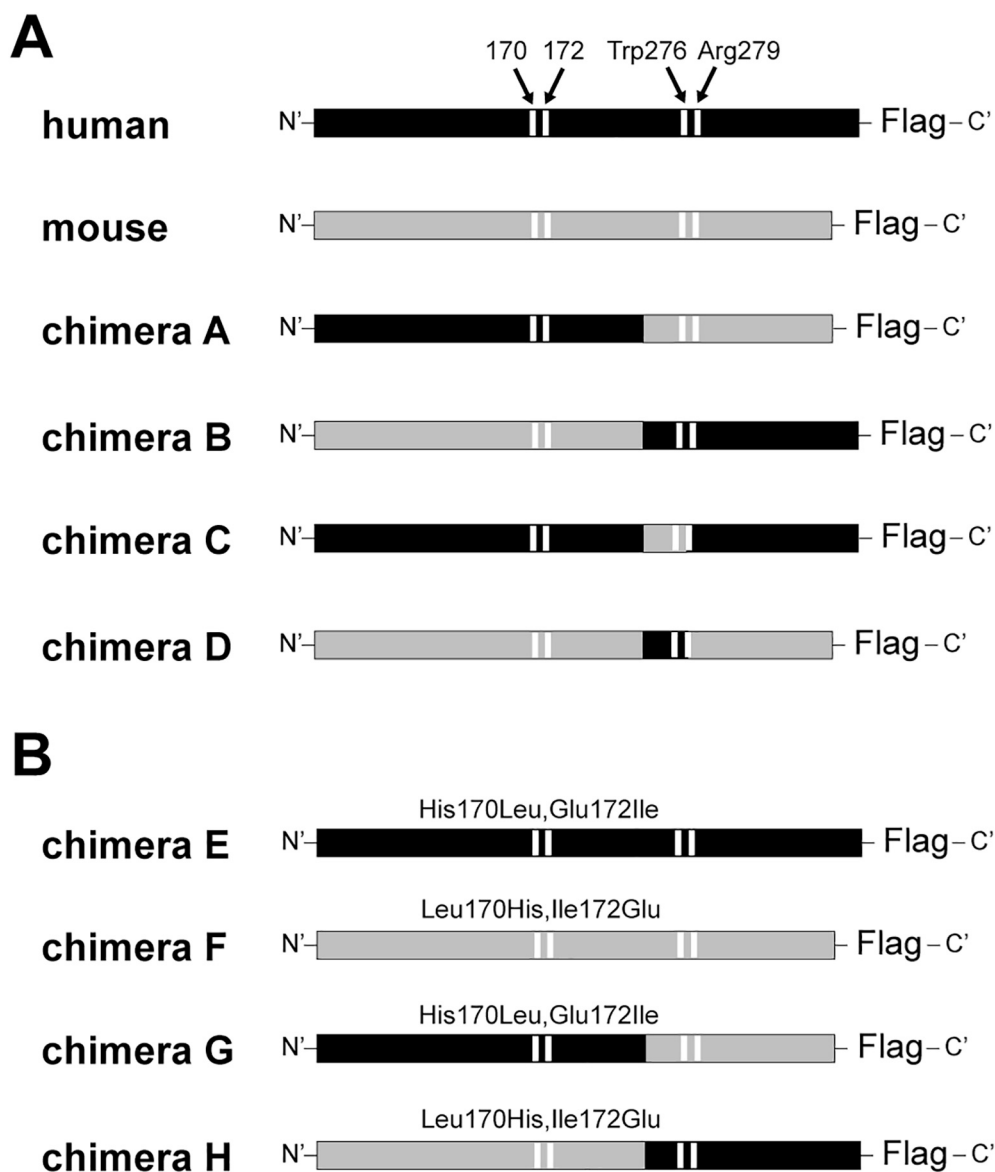 A
170 172 Trp276 Arg279
human N’ Flag C’
mouse N’ Flag C’
chimera A N’ Flag C’
chimera B N’ Flag C’
chimera C N’ Flag C’
chimera D N’ Flag C’
B
His170Leu,Glu172Ile
chimera E N’ Flag C’
Leu170His,Ile172Glu
chimera F N’ Flag C’
His170Leu,Glu172Ile
chimera G N’ Flag C’
Leu170His,Ile172Glu
chimera H N’ Flag C’